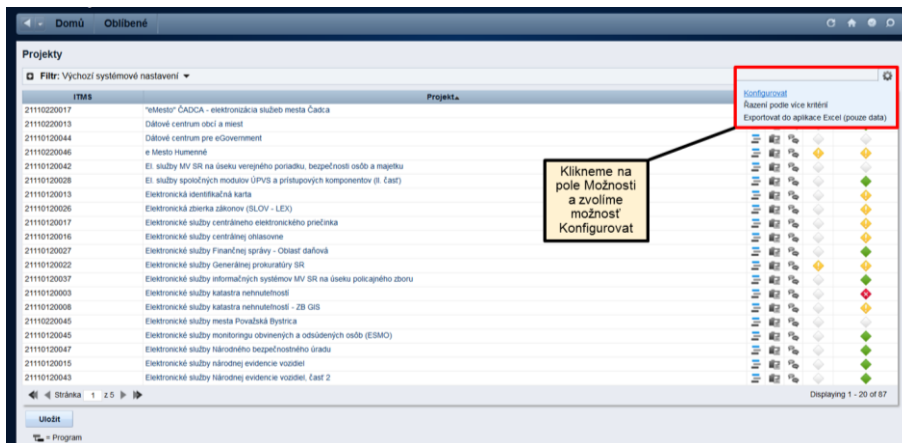 Domů Oblíbené
Projekty
Filtr: Výchozí systémové nastavení
ITMS Projekt
Konfigurovat
Řazení podle více kritérií
Exportovat do aplikace Excel (pouze data)
21110220017 "eMesto" ČADCA - elektronizácia služieb mesta Čadca
21110220013 Dátové centrum obcí a miest
21110120044 Dátové centrum pre eGovernment
21110220046 e Mesto Humenné
21110120042 El. služby MV SR na úseku verejného poriadku, bezpečnosti osôb a majetku
21110120028 El. služby spoločných modulov ÚPVS a prístupových komponentov (II. časť)
21110120013 Elektronická identifikačná karta
21110120026 Elektronická zbierka zákonov (SLOV - LEX)
21110120017 Elektronické služby centrálneho elektronického priečinka
21110120016 Elektronické služby centrálnej ohlasovne
21110120027 Elektronické služby Finančnej správy - Oblasť daňová
21110120022 Elektronické služby Generálnej prokuratúry SR
21110120037 Elektronické služby informačných systémov MV SR na úseku policajného zboru
21110120003 Elektronické služby katastra nehnuteľností
21110120008 Elektronické služby katastra nehnuteľností - ZB GIS
21110220045 Elektronické služby mesta Považská Bystrica
21110120045 Elektronické služby monitoringu obvinených a odsúdených osôb (ESMO)
21110120047 Elektronické služby Národného bezpečnostného úradu
21110120015 Elektronické služby národnej evidencie vozidiel
21110120043 Elektronické služby Národnej evidencie vozidiel, časť 2
Klikneme na
pole Možnosti
a zvolíme
možnosť
Konfigurovat
Stránka 1 z 5 Displaying 1 - 20 of 87
Uložit
= Program